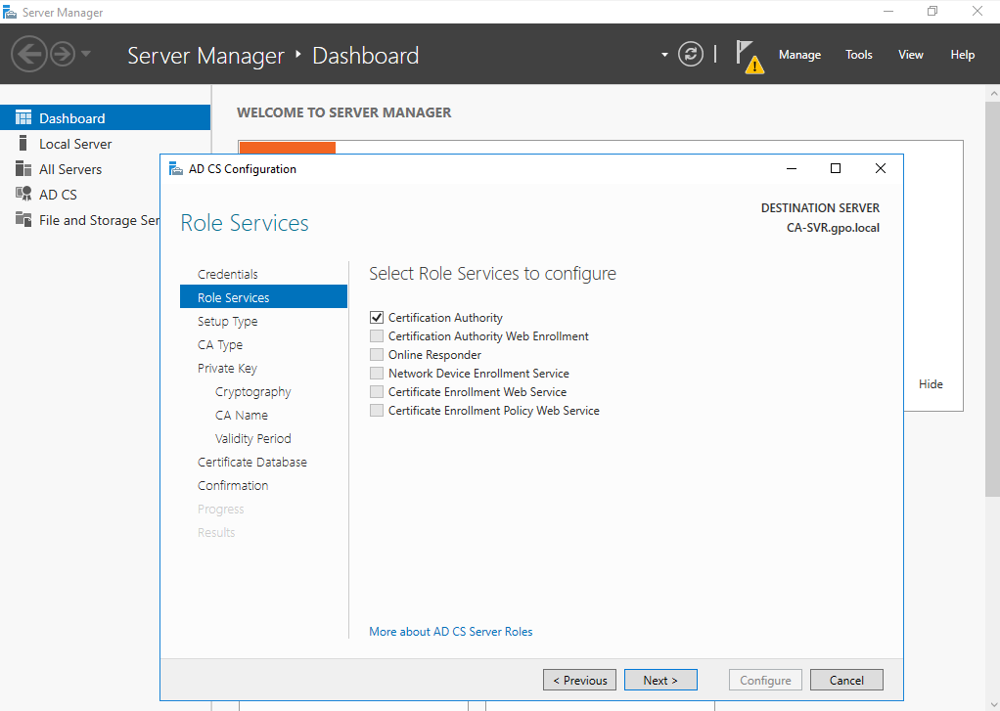 Server Manager
Server Manager ‣ Dashboard
Manage Tools View Help
Dashboard
Local Server
All Servers
AD CS
File and Storage Ser
WELCOME TO SERVER MANAGER
Hide
AD CS Configuration
Role Services
DESTINATION SERVER
CA-SVR.gpo.local
Credentials
Role Services
Setup Type
CA Type
Private Key
Cryptography
CA Name
Validity Period
Certificate Database
Confirmation
Progress
Results
Select Role Services to configure
Certification Authority
Certification Authority Web Enrollment
Online Responder
Network Device Enrollment Service
Certificate Enrollment Web Service
Certificate Enrollment Policy Web Service
More about AD CS Server Roles
< Previous Next > Configure Cancel